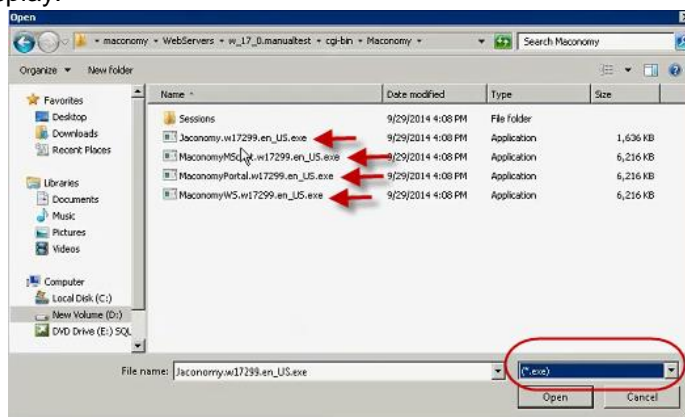 play.
Open
maconomy ▸ WebServers ▸ w_17_0.manualtest ▸ cgi-bin ▸ Maconomy ▸ Search Maconomy
Organize New folder
Favorites
Desktop
Downloads
Recent Places
Libraries
Documents
Music
Pictures
Videos
Computer
Local Disk (C:)
New Volume (D:)
DVD Drive (E:) SQL
Name Date modified Type Size
Sessions 9/29/2014 4:08 PM File folder
Jaconomy.w17299.en_US.exe 9/29/2014 4:08 PM Application 1,636 KB
MaconomyMScript.w17299.en_US.exe 9/29/2014 4:08 PM Application 6,216 KB
MaconomyPortal.w17299.en_US.exe 9/29/2014 4:08 PM Application 6,216 KB
MaconomyWS.w17299.en_US.exe 9/29/2014 4:08 PM Application 6,216 KB
File name: Jaconomy.w17299.en_US.exe (*.exe)
Open Cancel